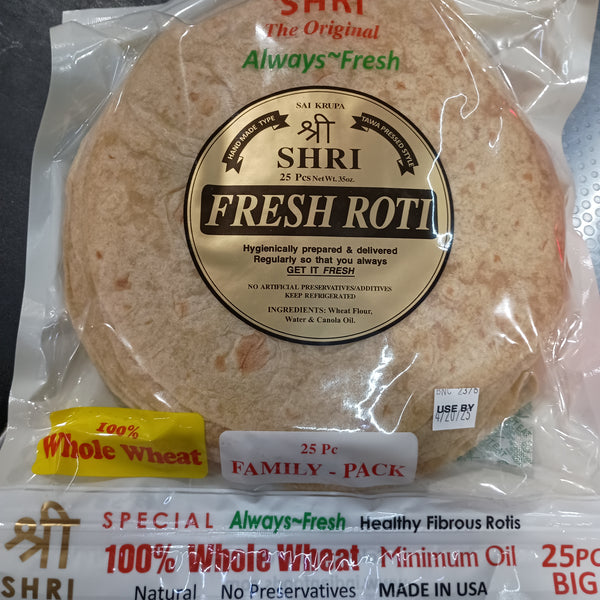 SHRI
The Original
Always~Fresh
SAI KRUPA
HAND MADE TYPE
श्री
TAWA PRESSED STYLE
SHRI
25 Pcs Net Wt. 35oz.
FRESH ROTI
Hygienically prepared & delivered
Regularly so that you always
GET IT FRESH
NO ARTIFICIAL PRESERVATIVES/ADDITIVES
KEEP REFRIGERATED
INGREDIENTS: Wheat Flour,
Water & Canola Oil.
BNC 2376
USE BY
4/20/25
100%
Whole Wheat
25 Pc
FAMILY - PACK
श्री
SHRI
SPECIAL Always~Fresh Healthy Fibrous Rotis
100% Whole Wheat Minimum Oil
Natural No Preservatives MADE IN USA
25PC
BIG